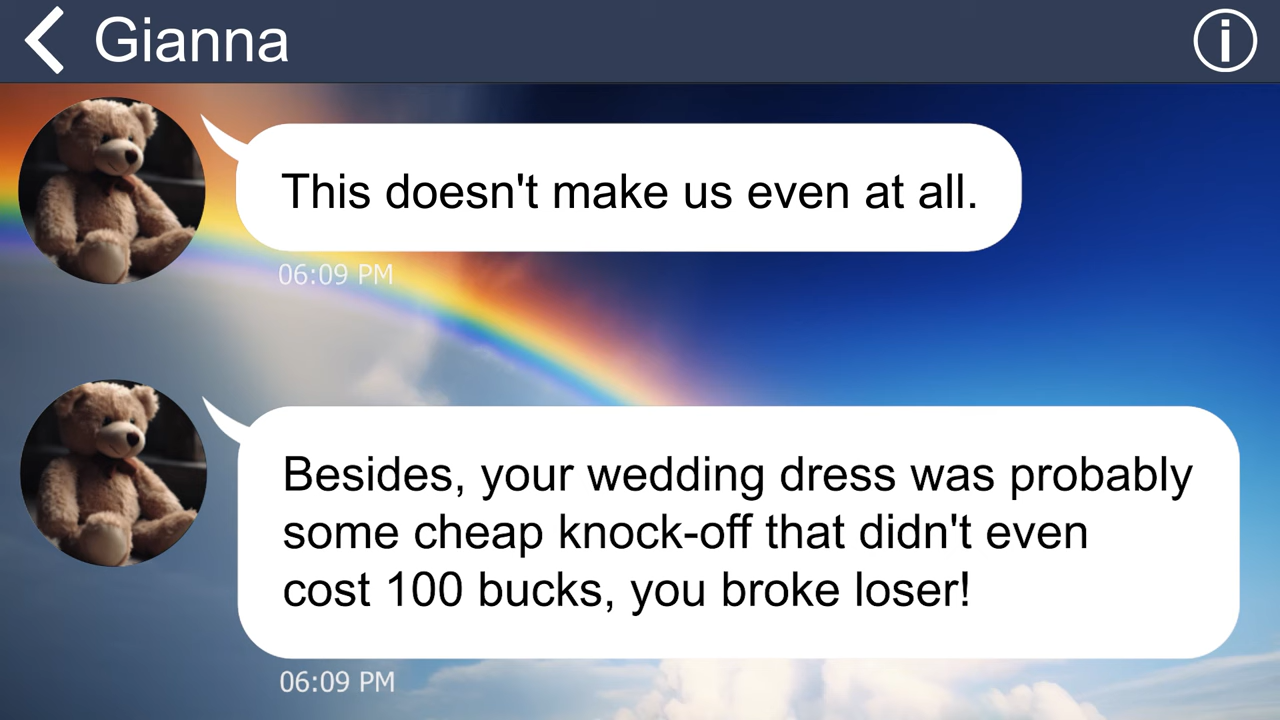 Gianna
This doesn't make us even at all.
06:09 PM
Besides, your wedding dress was probably
some cheap knock-off that didn't even
cost 100 bucks, you broke loser!
06:09 PM